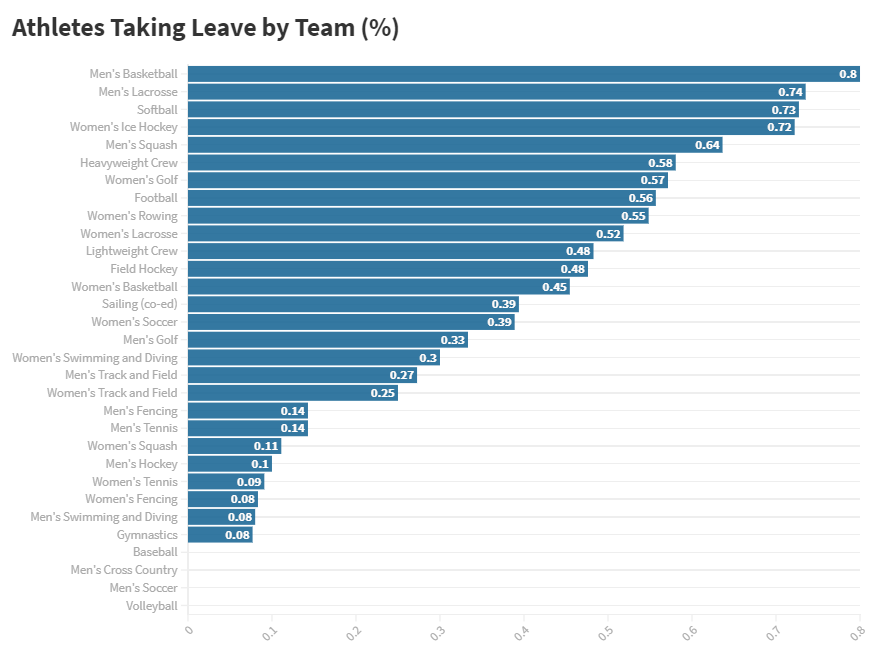 Athletes Taking Leave by Team (%)
Men's Basketball 0.8
Men's Lacrosse 0.74
Softball 0.73
Women's Ice Hockey 0.72
Men's Squash 0.64
Heavyweight Crew 0.58
Women's Golf 0.57
Football 0.56
Women's Rowing 0.55
Women's Lacrosse 0.52
Lightweight Crew 0.48
Field Hockey 0.48
Women's Basketball 0.45
Sailing (co-ed) 0.39
Women's Soccer 0.39
Men's Golf 0.33
Women's Swimming and Diving 0.3
Men's Track and Field 0.27
Women's Track and Field 0.25
Men's Fencing 0.14
Men's Tennis 0.14
Women's Squash 0.11
Men's Hockey 0.1
Women's Tennis 0.09
Women's Fencing 0.08
Men's Swimming and Diving 0.08
Gymnastics 0.08
Baseball
Men's Cross Country
Men's Soccer
Volleyball
0 0.1 0.2 0.3 0.4 0.5 0.6 0.7 0.8